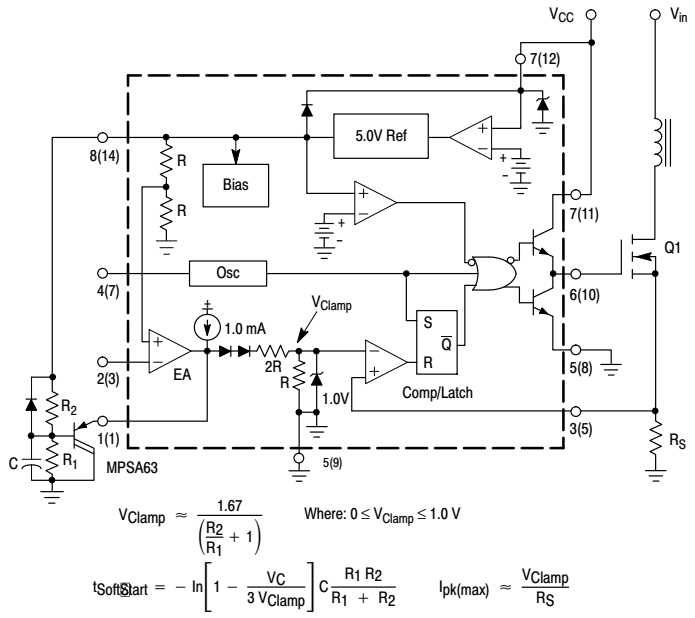 VCC
Vin
7(12)
5.0V Ref
+
−
+
-
8(14)
R
Bias
R
+
−
+
-
7(11)
Q1
4(7)
Osc
6(10)
+
1.0 mA
VClamp
S
Q
R
2(3)
+
−
EA
2R
R
1.0V
−
+
Comp/Latch
5(8)
R2
1(1)
3(5)
C
R1
MPSA63
5(9)
RS
VClamp ≈ 1.67 / (R2/R1 + 1) Where: 0 ≤ VClamp ≤ 1.0 V
tSoftStart = − ln[1 − VC / 3 VClamp] C R1 R2 / R1 + R2 Ipk(max) ≈ VClamp / RS